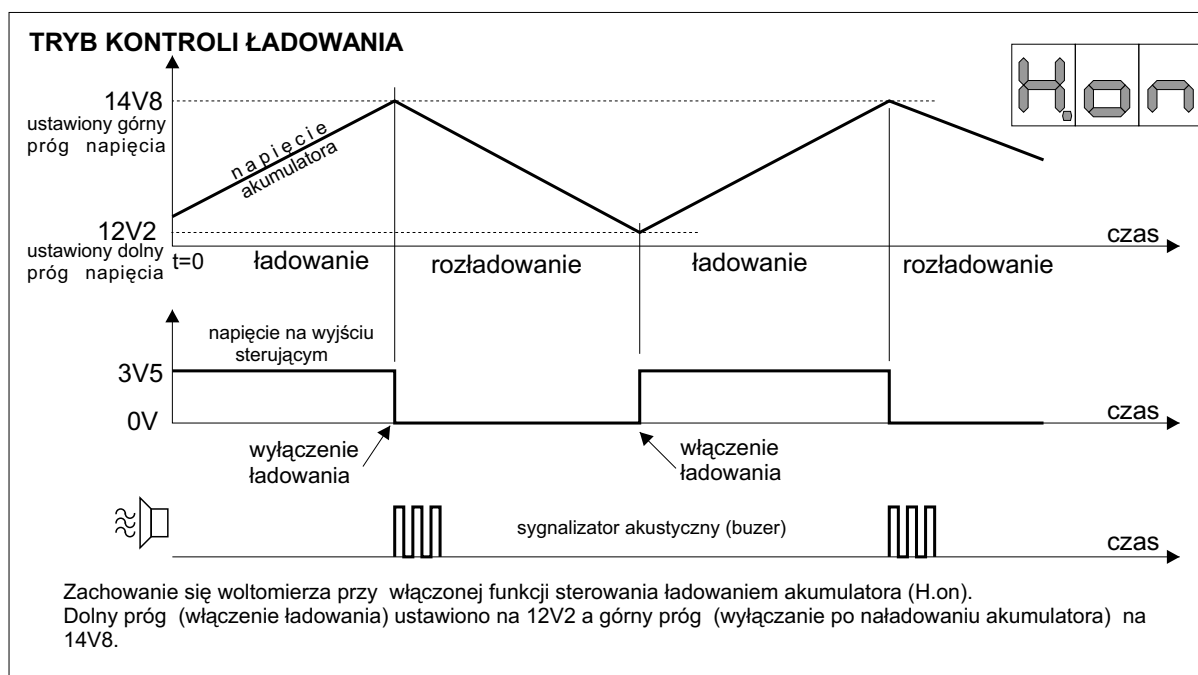 TRYB KONTROLI ŁADOWANIA
H.on
14V8
ustawiony górny
próg napięcia
napięcie
akumulatora
12V2
ustawiony dolny
próg napięcia
t=0
ładowanie
rozładowanie
ładowanie
rozładowanie
czas
napięcie na wyjściu
sterującym
3V5
0V
czas
wyłączenie
ładowania
włączenie
ładowania
sygnalizator akustyczny (buzer)
czas
Zachowanie się woltomierza przy włączonej funkcji sterowania ładowaniem akumulatora (H.on).
Dolny próg (włączenie ładowania) ustawiono na 12V2 a górny próg (wyłączanie po naładowaniu akumulatora) na
14V8.